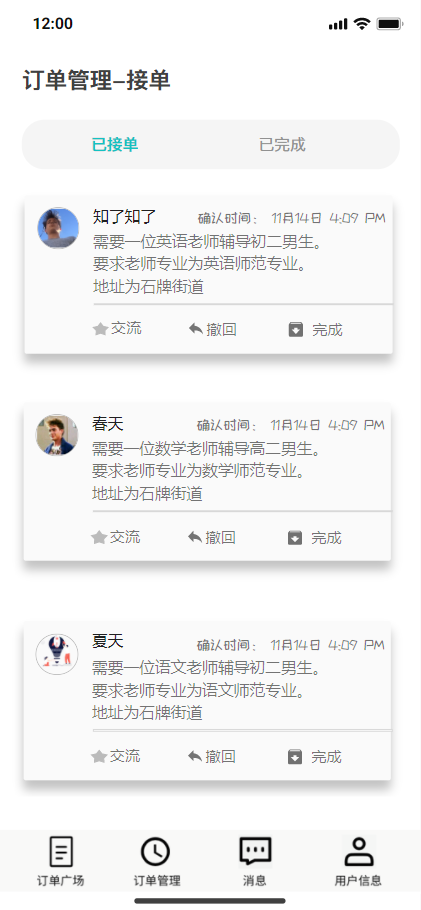 12:00
订单管理–接单
已接单 已完成
知了知了 确认时间： 11月14日 4:09 PM
需要一位英语老师辅导初二男生。
要求老师专业为英语师范专业。
地址为石牌街道
交流 撤回 完成
春天 确认时间： 11月14日 4:09 PM
需要一位数学老师辅导高二男生。
要求老师专业为数学师范专业。
地址为石牌街道
交流 撤回 完成
夏天 确认时间： 11月14日 4:09 PM
需要一位语文老师辅导初二男生。
要求老师专业为语文师范专业。
地址为石牌街道
交流 撤回 完成
订单广场 订单管理 消息 用户信息